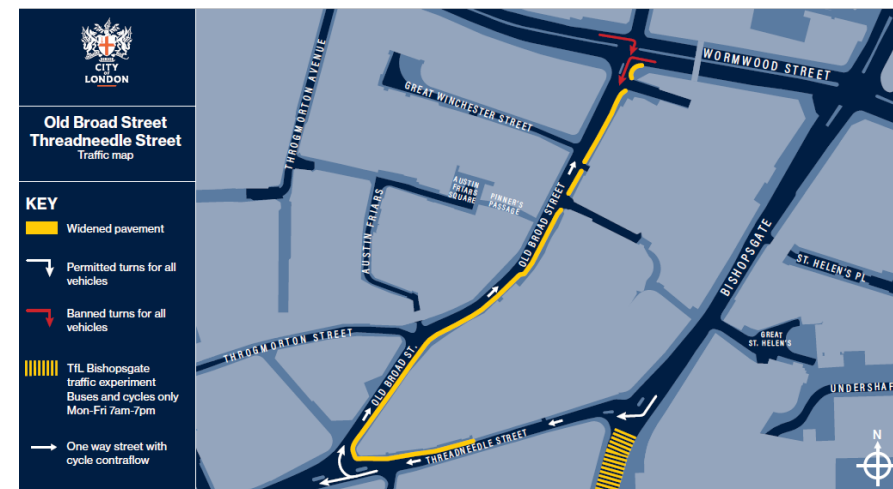 CITY
OF
LONDON
Old Broad Street
Threadneedle Street
Traffic map
KEY
Widened pavement
Permitted turns for all
vehicles
Banned turns for all
vehicles
TfL Bishopsgate
traffic experiment
Buses and cycles only
Mon-Fri 7am-7pm
One way street with
cycle contraflow
THROGMORTON AVENUE
GREAT WINCHESTER STREET
WORMWOOD STREET
AUSTIN
FRIARS
SQUARE
PINNER'S
PASSAGE
AUSTIN FRIARS
OLD BROAD STREET
BISHOPSGATE
ST. HELEN'S PL
GREAT
ST. HELEN'S
THROGMORTON STREET
OLD BROAD ST.
UNDERSHAF
THREADNEEDLE STREET
N